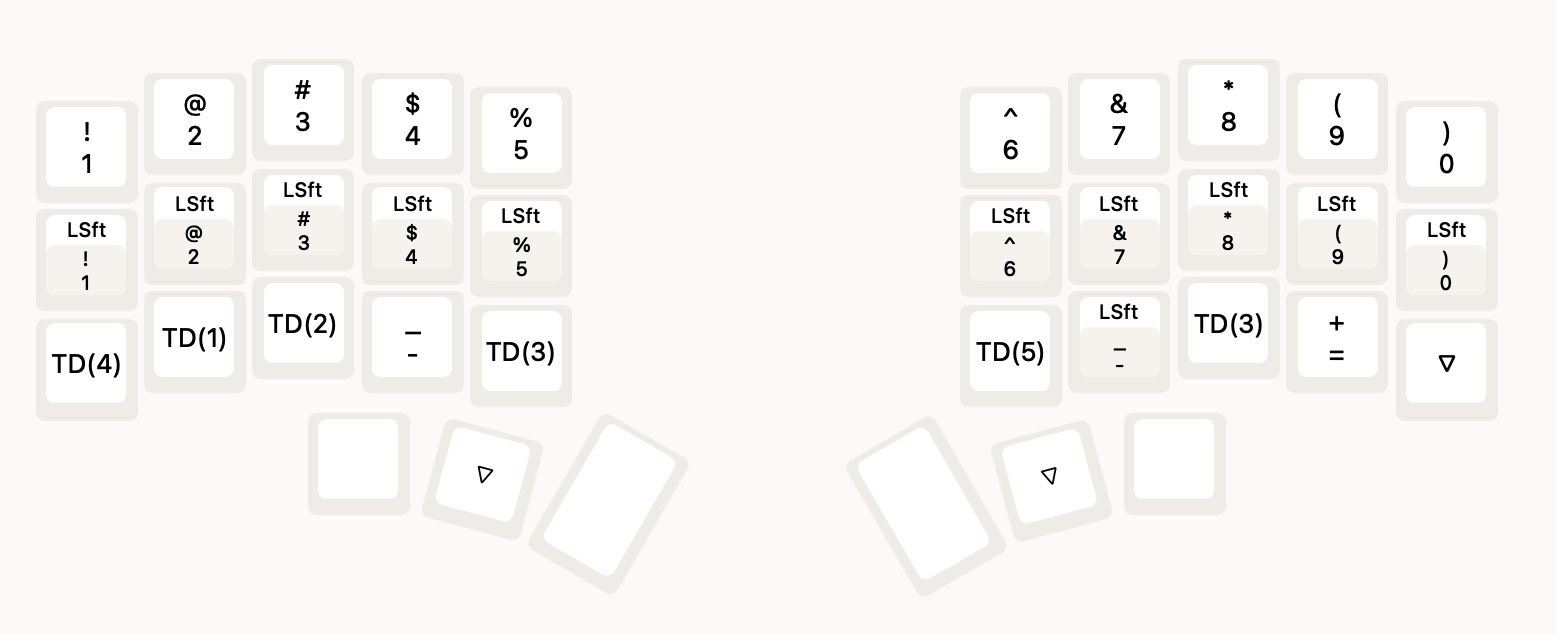 ! @ # $ % ^ & * ( )
1 2 3 4 5 6 7 8 9 0
LSft LSft LSft LSft LSft LSft LSft LSft LSft LSft
! @ # $ % ^ & * ( )
1 2 3 4 5 6 7 8 9 0
TD(4) TD(1) TD(2) _ TD(3) TD(5) LSft TD(3) + ▽
- _ =
-
▽ ▽